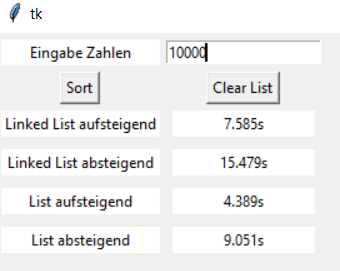 tk
Eingabe Zahlen 10000
Sort Clear List
Linked List aufsteigend 7.585s
Linked List absteigend 15.479s
List aufsteigend 4.389s
List absteigend 9.051s